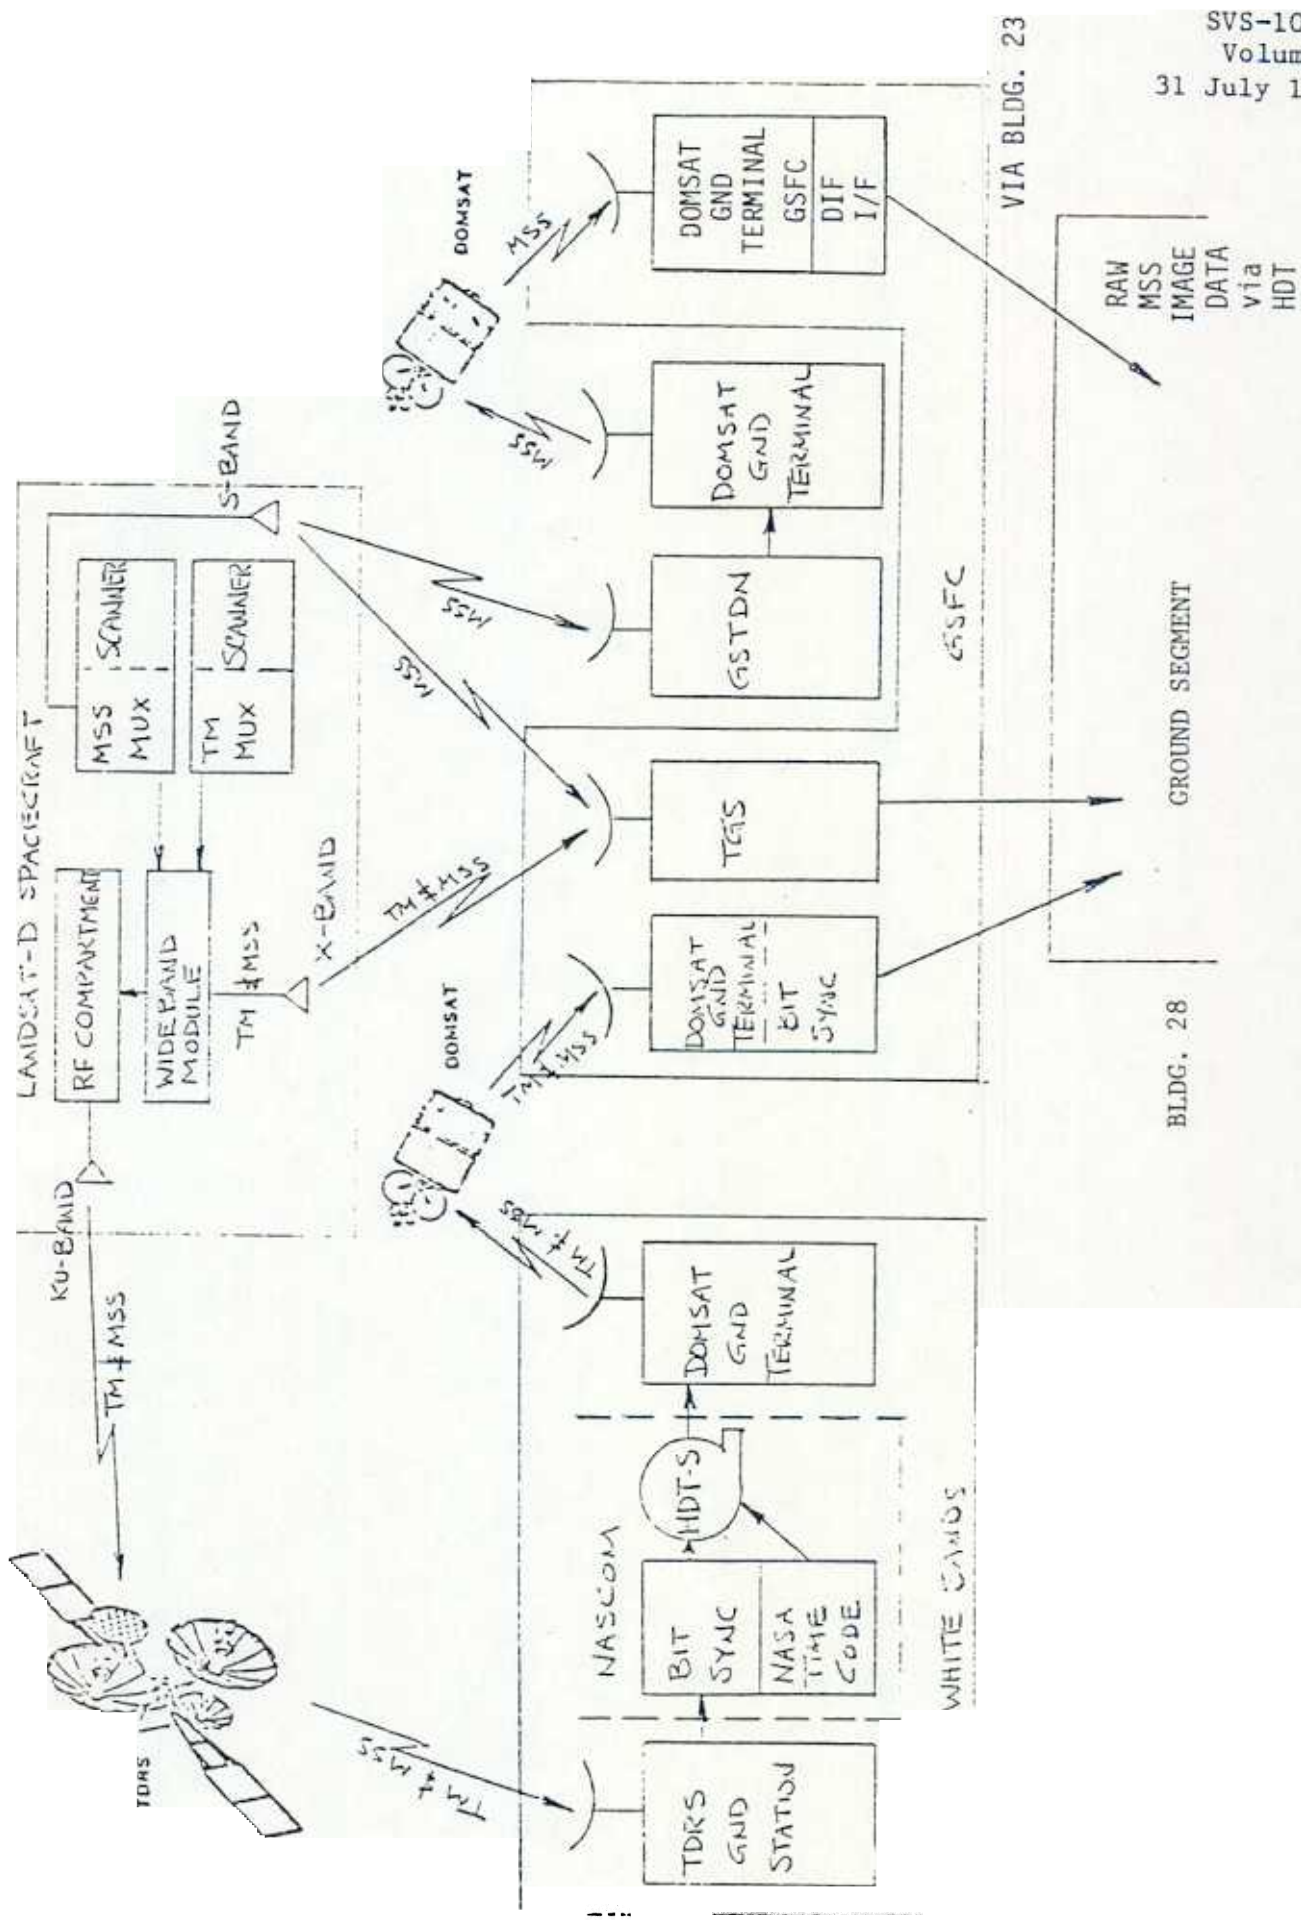 SVS-10
Volum
31 July 1
LANDSAT-D SPACECRAFT
KU-BAND
RF COMPARTMENT
WIDEBAND
MODULE
TM & MSS
X-BAND
MSS
MUX
SCANNER
TM
MUX
SCANNER
S-BAND
TDRS
TM & MSS
TM & MSS
DOMSAT
TM & MSS
TM & MSS
TM & MSS
MSS
MSS
DOMSAT
MSS
MSS
TDRS
GND
STATION
NASCOM
BIT
SYNC
NASA
TIME
CODE
HDT-S
DOMSAT
GND
TERMINAL
WHITE SANDS
DOMSAT
GND
TERMINAL
BIT
SYNC
TGS
GSTDN
DOMSAT
GND
TERMINAL
DOMSAT
GND
TERMINAL
GSFC
DIF
I/F
GSFC
VIA BLDG. 23
RAW
MSS
IMAGE
DATA
via
HDT
GROUND SEGMENT
BLDG. 28